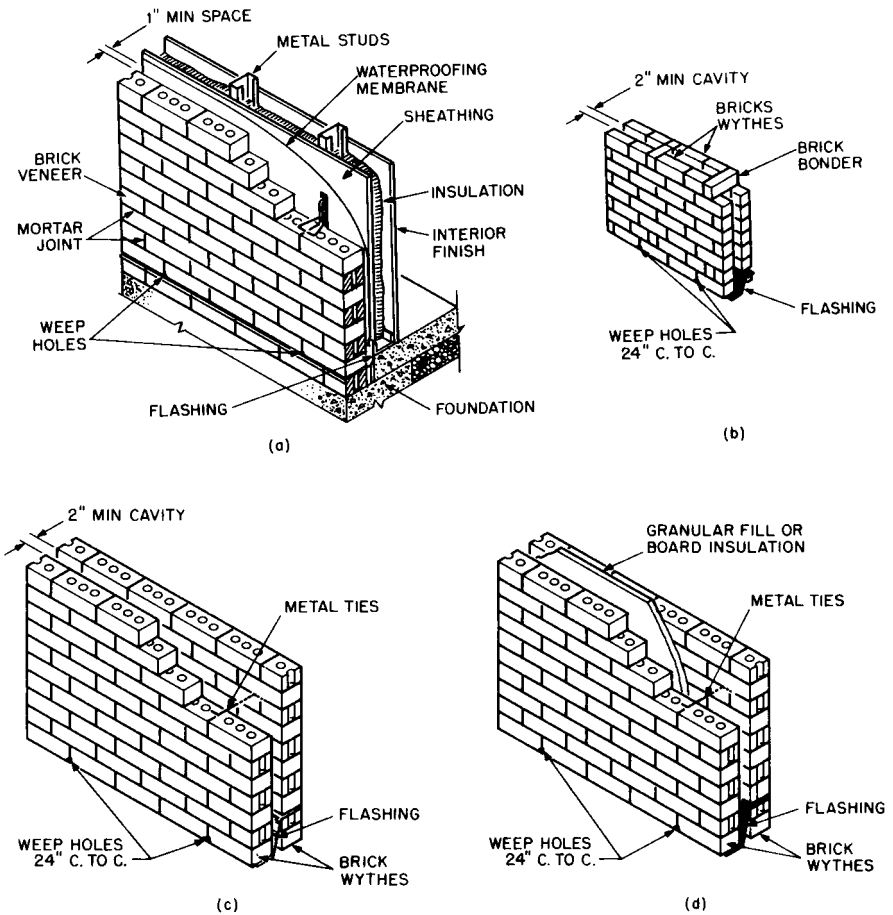 1" MIN SPACE
METAL STUDS
WATERPROOFING
MEMBRANE
SHEATHING
BRICK
VENEER
INSULATION
MORTAR
JOINT
INTERIOR
FINISH
WEEP
HOLES
FLASHING
FOUNDATION
(a)
2" MIN CAVITY
BRICKS
WYTHES
BRICK
BONDER
FLASHING
WEEP HOLES
24" C. TO C.
(b)
2" MIN CAVITY
METAL TIES
FLASHING
WEEP HOLES
24" C. TO C.
BRICK
WYTHES
(c)
GRANULAR FILL OR
BOARD INSULATION
METAL TIES
FLASHING
WEEP HOLES
24" C. TO C.
BRICK
WYTHES
(d)